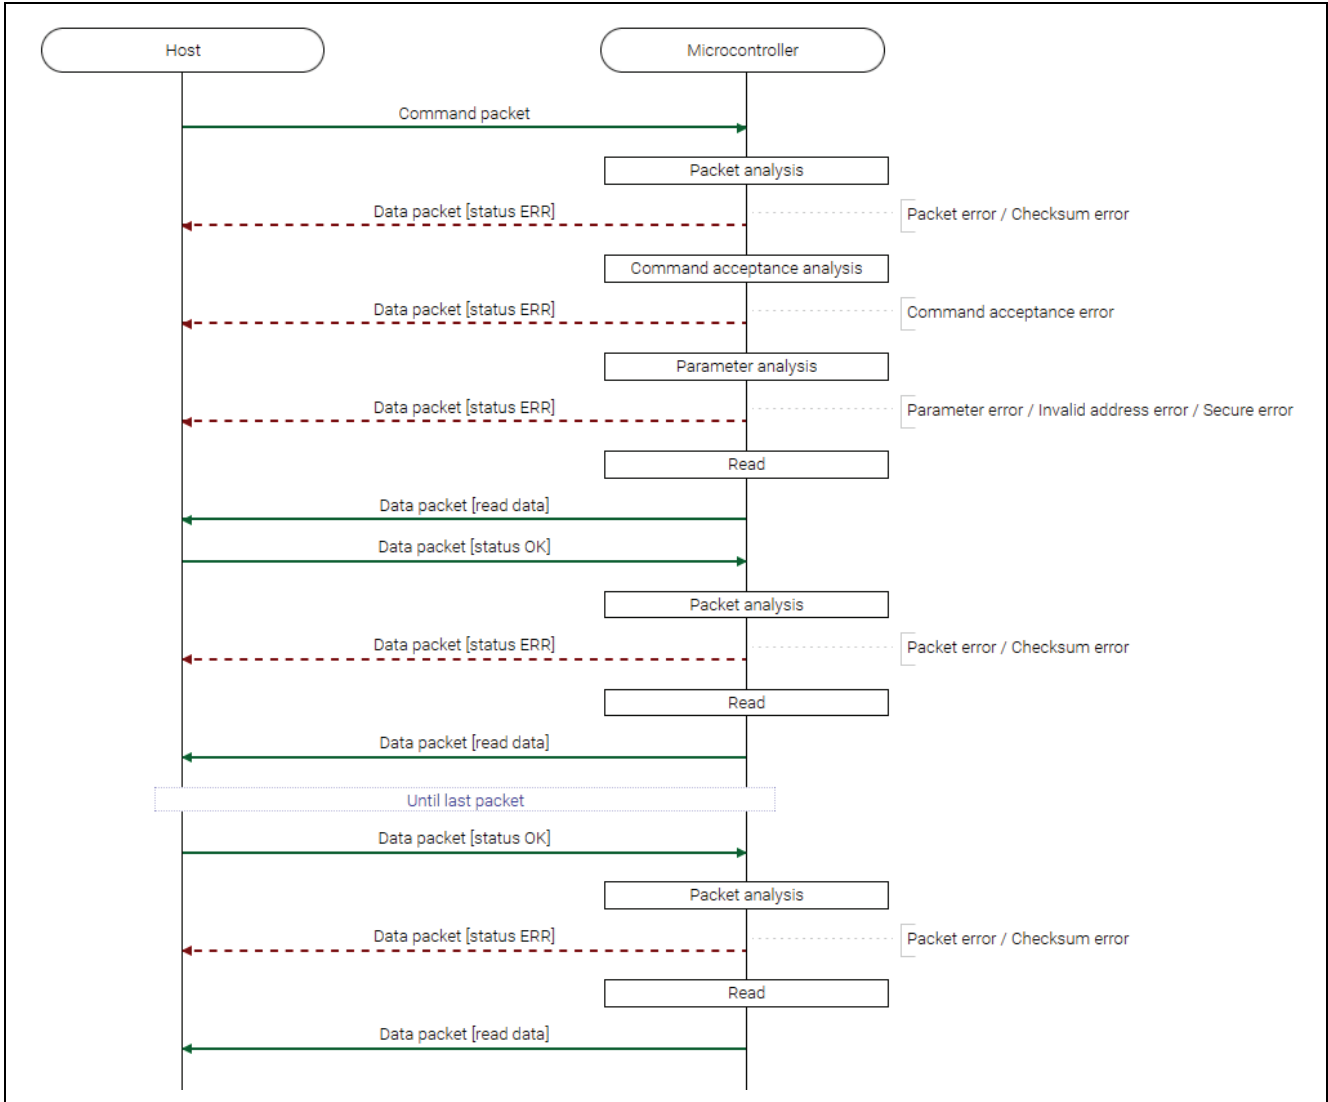 Host
Microcontroller
Command packet
Packet analysis
Data packet [status ERR]
Packet error / Checksum error
Command acceptance analysis
Data packet [status ERR]
Command acceptance error
Parameter analysis
Data packet [status ERR]
Parameter error / Invalid address error / Secure error
Read
Data packet [read data]
Data packet [status OK]
Packet analysis
Data packet [status ERR]
Packet error / Checksum error
Read
Data packet [read data]
Until last packet
Data packet [status OK]
Packet analysis
Data packet [status ERR]
Packet error / Checksum error
Read
Data packet [read data]